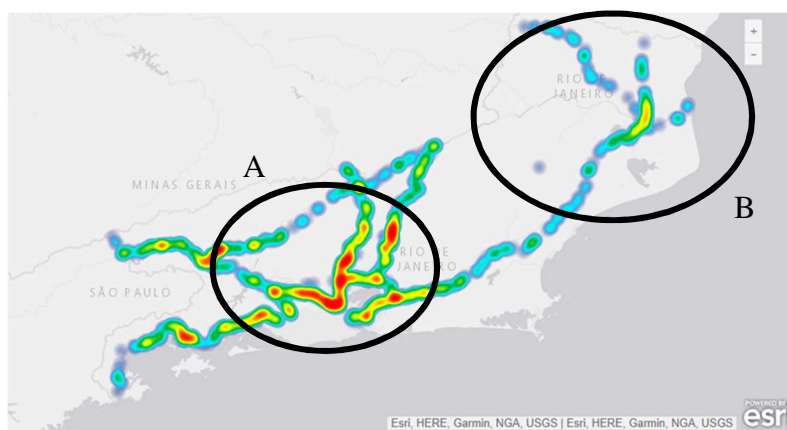 +
−
RIO DE
JANEIRO
A
MINAS GERAIS
B
RIO DE
JANEIRO
SÃO PAULO
POWERED BY
esri
Esri, HERE, Garmin, NGA, USGS | Esri, HERE, Garmin, NGA, USGS